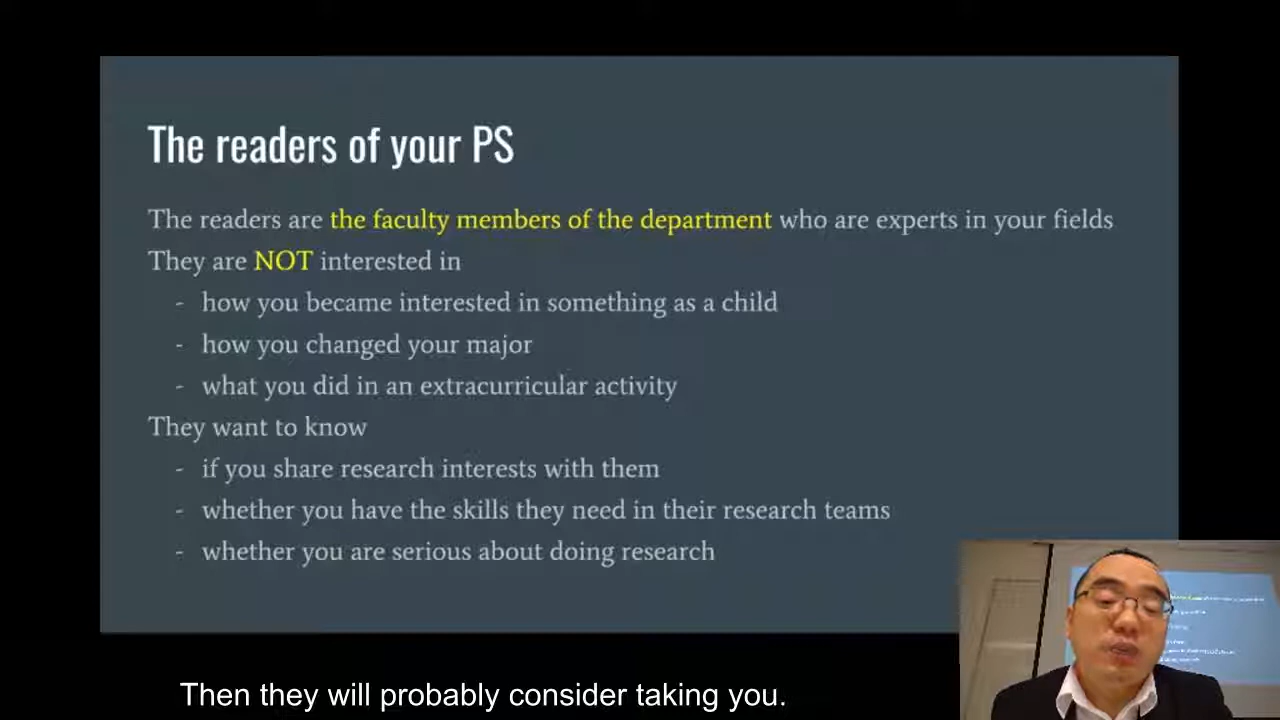 The readers of your PS
The readers are the faculty members of the department who are experts in your fields
They are NOT interested in
- how you became interested in something as a child
- how you changed your major
- what you did in an extracurricular activity
They want to know
- if you share research interests with them
- whether you have the skills they need in their research teams
- whether you are serious about doing research
Then they will probably consider taking you.